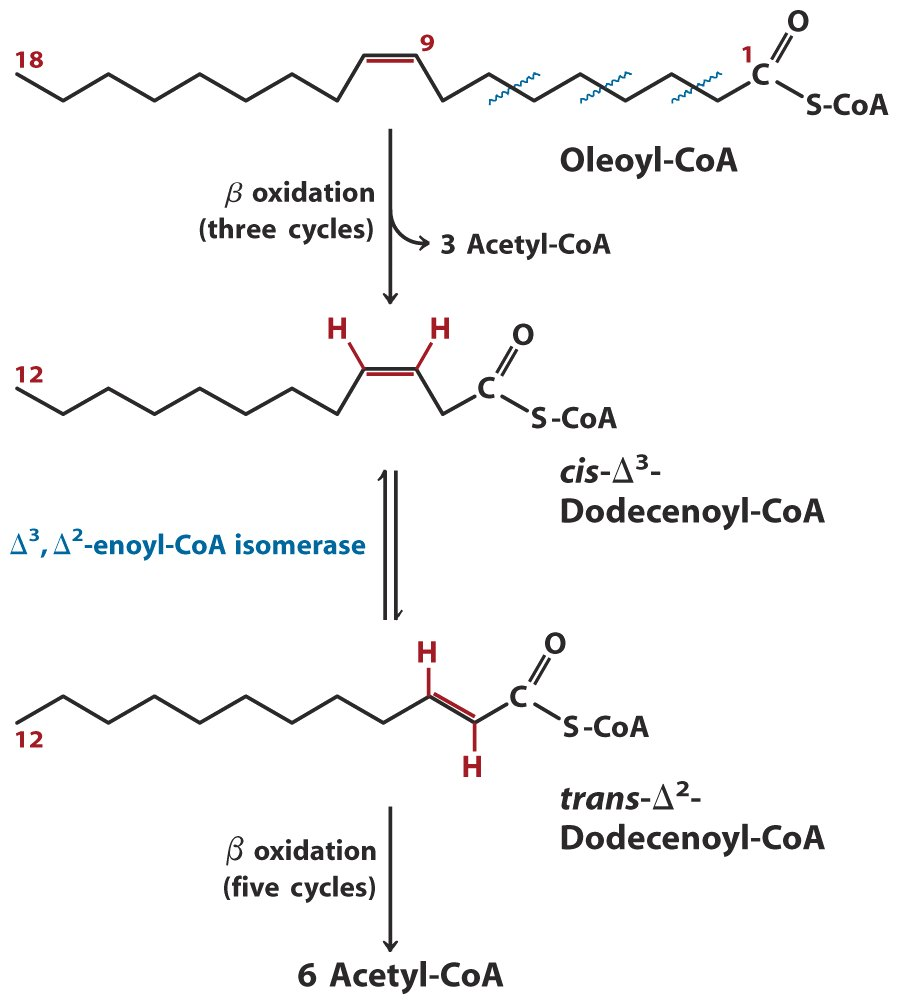 O
18
9
1
C
S-CoA
Oleoyl-CoA
β oxidation
(three cycles)
3 Acetyl-CoA
H
H
O
12
C
S-CoA
cis-Δ³-
Dodecenoyl-CoA
Δ³, Δ²-enoyl-CoA isomerase
H
O
C
S-CoA
12
H
trans-Δ²-
Dodecenoyl-CoA
β oxidation
(five cycles)
6 Acetyl-CoA